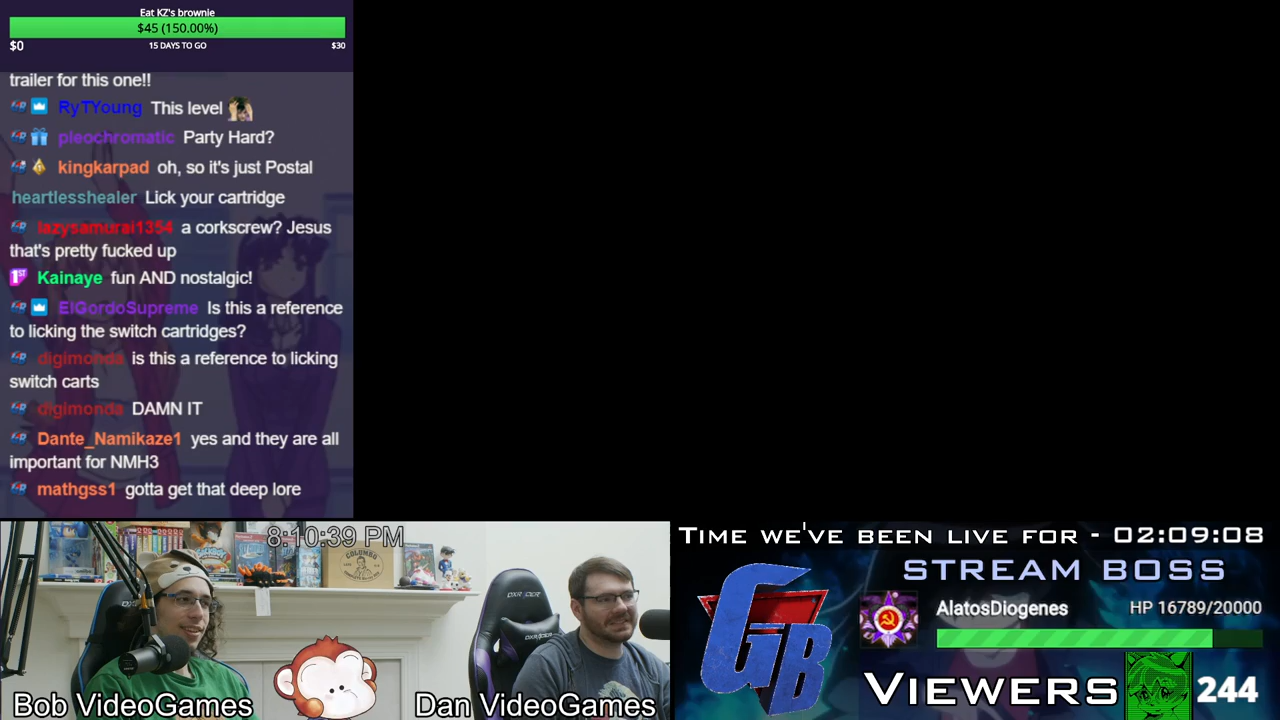 Eat KZ's brownie
$45 (150.00%)
$0 15 DAYS TO GO $30
trailer for this one!!
RyTYoung This level
pleochromatic Party Hard?
kingkarpad oh, so it's just Postal
heartlesshealer Lick your cartridge
lazysamurai1354 a corkscrew? Jesus
that's pretty fucked up
Kainaye fun AND nostalgic!
ElGordoSupreme Is this a reference
to licking the switch cartridges?
digimonda is this a reference to licking
switch carts
digimonda DAMN IT
Dante_Namikaze1 yes and they are all
important for NMH3
mathgss1 gotta get that deep lore
8:10:39 PM
COLUMBO
DXRACER
Bob VideoGames
Dan VideoGames
TIME WE'VE BEEN LIVE FOR - 02:09:08
STREAM BOSS
AlatosDiogenes HP 16789/20000
GB
VIEWERS 244